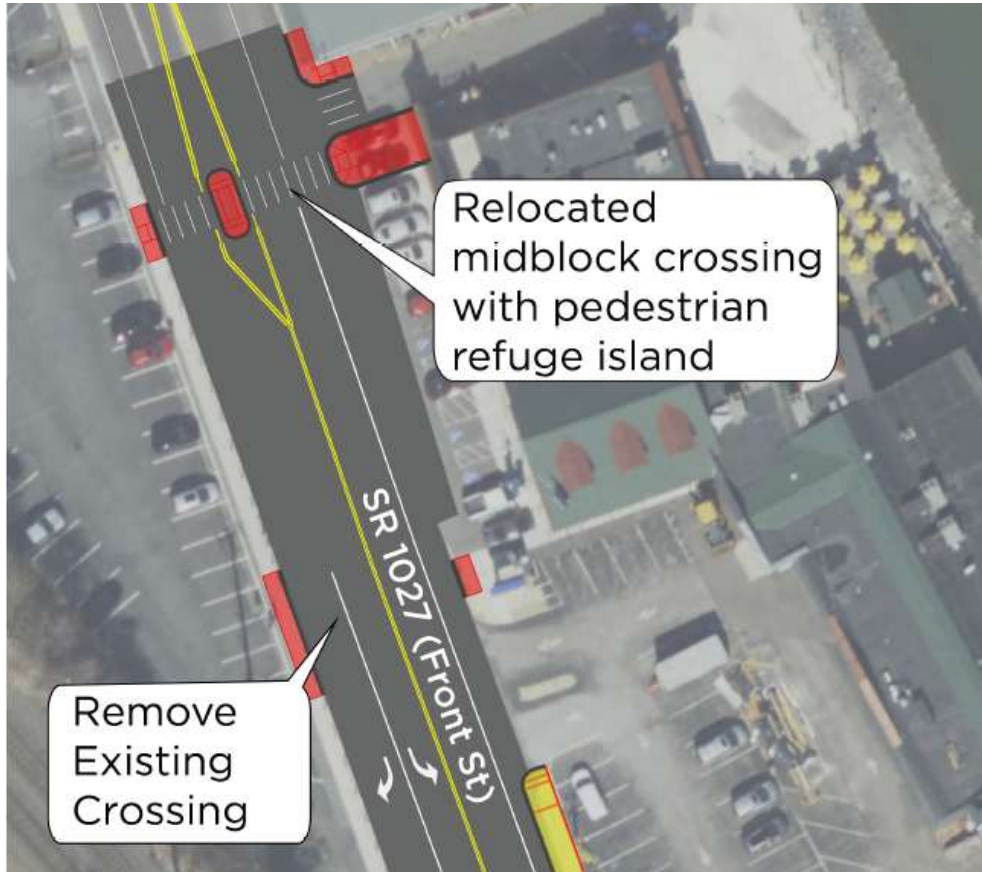 Relocated
midblock crossing
with pedestrian
refuge island
SR 1027 (Front St)
Remove
Existing
Crossing